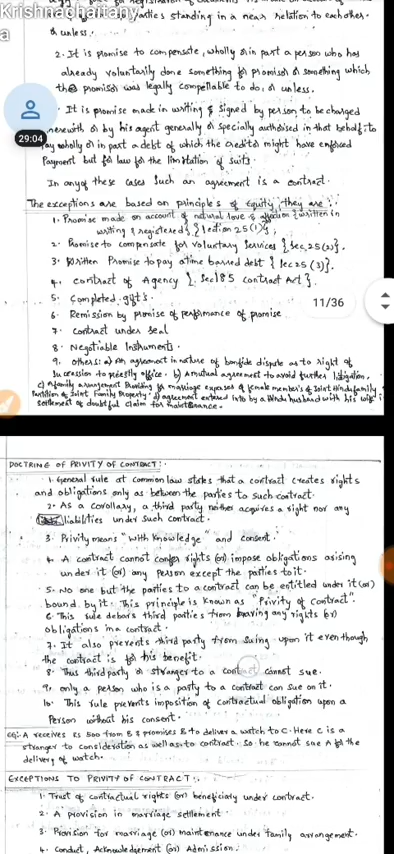 Krishnachaitany
a
parties standing in a near relation to each other.
& unless.
2. It is promise to compensate, wholly or in part a person who has
already voluntarily done something for promisor or something which
the promisor was legally compellable to do, or unless.
It is promise made in writing & signed by person to be charged
therewith or by his agent generally or specially authorised in that behalf, to
29:04
Pay wholly or in part a debt of which the creditor might have enforced
Payment but for law for the limitation of suits.
In any of these cases such an agreement is a contract.
The exceptions are based on principles of equity, they are :.
1. Promise made on account of natural love & affection {written in
writing & registered}. {Section 25(1)};
2. Promise to compensate for voluntary services {Sec, 25(2)}.
3. Written Promise to pay a time barred debt { Sec 25 (3)}.
4. contract of Agency {. Sec 185 contract Act }.
5. Completed gifts.
11/36
6. Remission by promise of performance of promise
7. contract under seal
8. Negotiable Instruments.
9. others: a) An agreement in nature of bonfide dispute as to right of
Succession to priestly office. b) A mutual agreement to avoid further litigation,
c) A family arrangement Providing for marriage expenses of female members of Joint Hindu family
Partition of Joint Family Property. d) agreement entered into by a Hindu husband with his wife i
settlement of doubtful claim for maintenance.
DOCTRINE OF PRIVITY OF CONTRACT :.
1. General rule at common law states that a contract creates rights
and obligations only as between the parties to such contract.
2. As a corollary, a third party neither acquires a right nor any
liabilities under such contract.
3. Privity means "with knowledge" and consent.
4. A contract cannot confer rights (or) impose obligations arising
under it (or) any Person except the parties to it.
5. No one but the parties to a contract can be entitled under it (or)
bound by it. This principle is known as "Privity of Contract".
6. This rule debars third parties from having any rights (or)
obligations in a contract.
7. It also prevents third party from suing upon it even though
the contract is for his benefit.
8. Thus third party or stranger to a contract cannot sue.
9. only a person who is a party to a contract can sue on it.
10. This rule prevents imposition of contractual obligation upon a
Person without his consent.
eg:. A receives Rs 500 from B & promises B to deliver a watch to C. Here C is a
stranger to consideration as well as to contract. So he cannot sue A for the
delivery of watch.
EXCEPTIONS TO PRIVITY OF CONTRACT :.
1. Trust of contractual rights (or) beneficiary under contract.
2. A provision in marriage settlement.
3. Provision for marriage (or) maintenance under family arrangement.
4. Conduct, Acknowledgement (or) Admission.